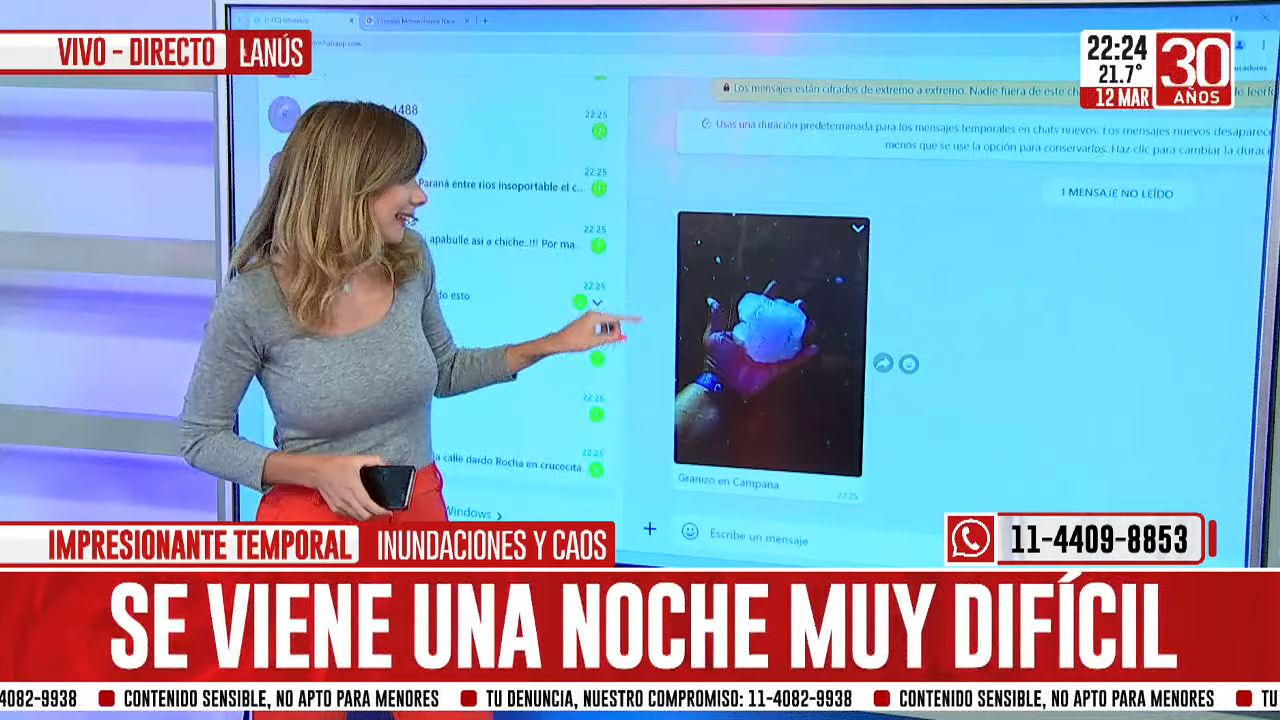 VIVO - DIRECTO LANÚS
22:24
21.7°
12 MAR
30
AÑOS
Los mensajes están cifrados de extremo a extremo. Nadie fuera de este
Usas una duración predeterminada para los mensajes temporales en chats nuevos. Los mensajes nuevos
menos que se use la opción para conservarlos. Haz clic para cambiar la
1 MENSAJE NO LEÍDO
4488
22:25
22:25
Paraná entre rios insoportable el c...
22:25
apabulle asi a chiche..!!! Por ma...
22:25
esto
22:25
22:25
la calle dardo Rocha en crucecita
Windows
Granizo en Campana
22:25
Escribe un mensaje
IMPRESIONANTE TEMPORAL INUNDACIONES Y CAOS
11-4409-8853
SE VIENE UNA NOCHE MUY DIFÍCIL
4082-9938 CONTENIDO SENSIBLE, NO APTO PARA MENORES TU DENUNCIA, NUESTRO COMPROMISO: 11-4082-9938 CONTENIDO SENSIBLE, NO APTO PARA MENORES TU